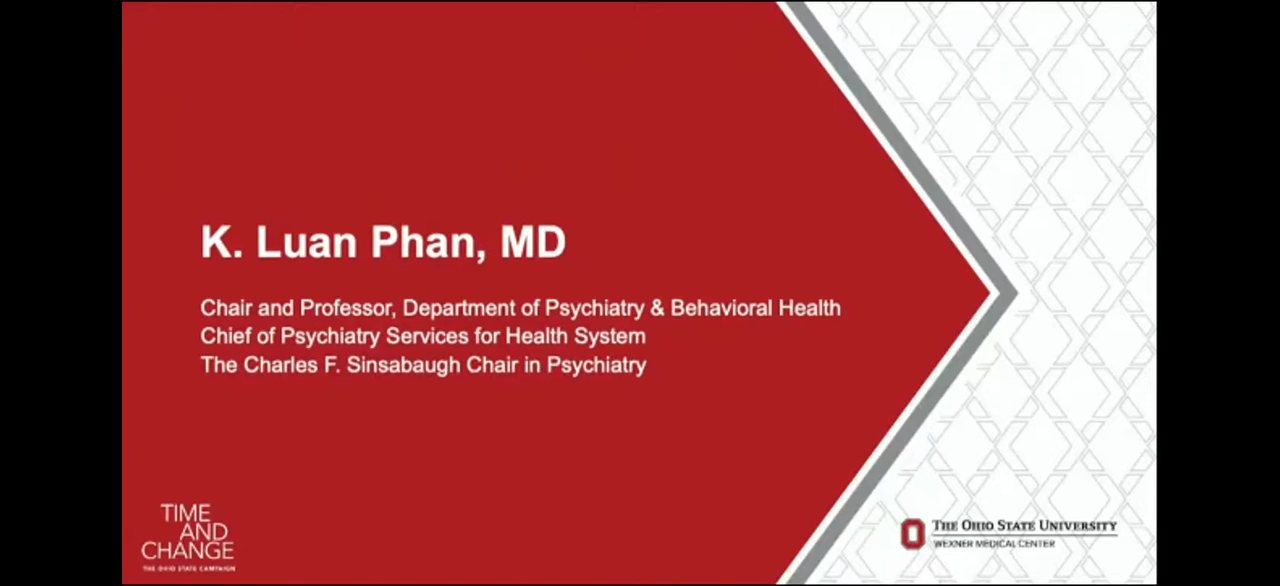 K. Luan Phan, MD
Chair and Professor, Department of Psychiatry & Behavioral Health
Chief of Psychiatry Services for Health System
The Charles F. Sinsabaugh Chair in Psychiatry
TIME
AND
CHANGE
THE OHIO STATE CAMPAIGN
THE OHIO STATE UNIVERSITY
WEXNER MEDICAL CENTER